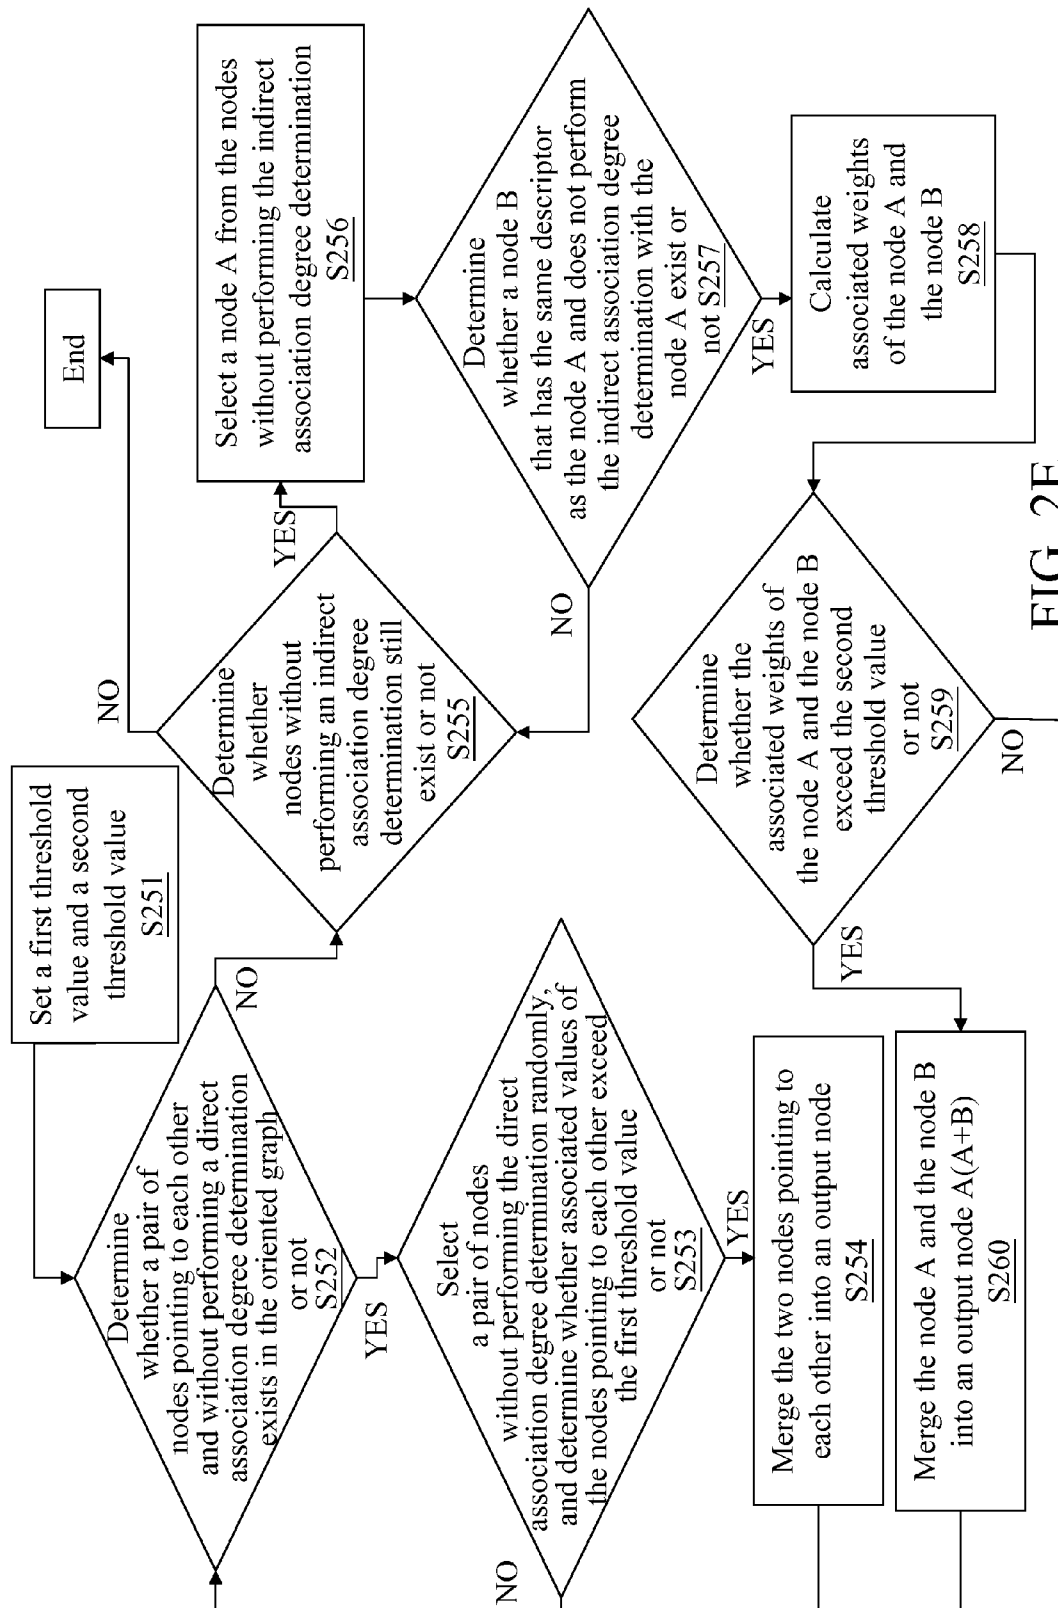 Set a first threshold
value and a second
threshold value
S251
Determine
whether a pair of
nodes pointing to each other
and without performing a direct
association degree determination
exists in the oriented graph
or not
S252
YES
NO
Select
a pair of nodes
without performing the direct
association degree determination randomly,
and determine whether associated values of
the nodes pointing to each other exceed
the first threshold value
or not
S253
NO
YES
Merge the two nodes pointing to
each other into an output node
S254
Determine
whether
nodes without
performing an indirect
association degree
determination still
exist or not
S255
NO
End
YES
Select a node A from the nodes
without performing the indirect
association degree determination
S256
Determine
whether a node B
that has the same descriptor
as the node A and does not perform
the indirect association degree
determination with the
node A exist or
not S257
NO
YES
Calculate
associated weights
of the node A and
the node B
S258
Determine
whether the
associated weights of
the node A and the node B
exceed the second
threshold value
or not
S259
NO
YES
Merge the node A and the node B
into an output node A(A+B)
S260